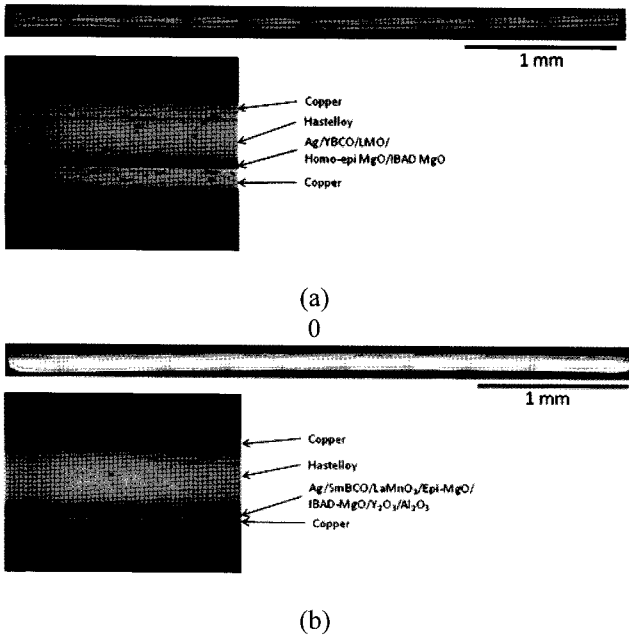 1 mm
Copper
Hastelloy
Ag/YBCO/LMO/
Homo-epi MgO/IBAD MgO
Copper
(a)
0
1 mm
Copper
Hastelloy
Ag/SmBCO/LaMnO₃/Epi-MgO/
IBAD-MgO/Y₂O₃/Al₂O₃
Copper
(b)